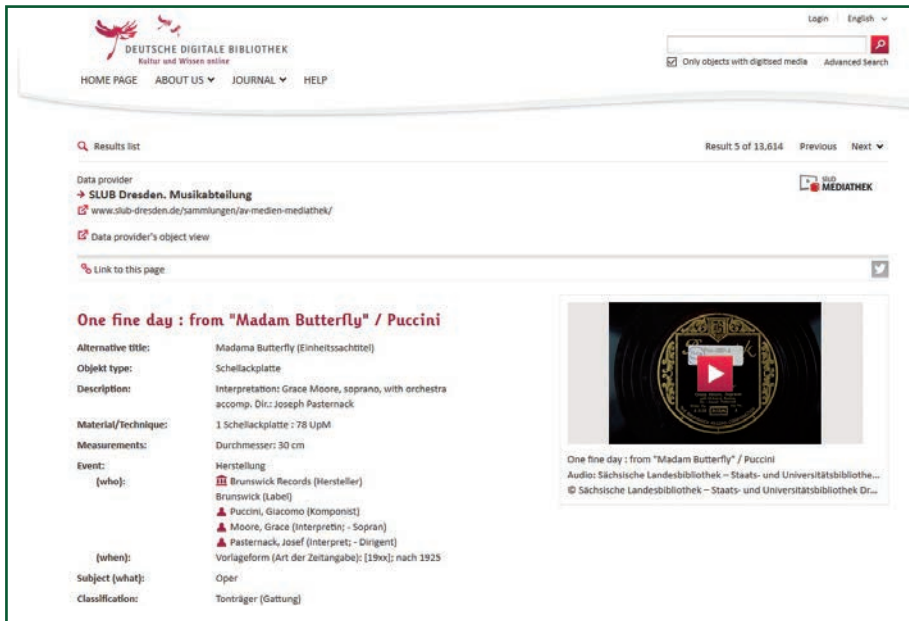 Login English
DEUTSCHE DIGITALE BIBLIOTHEK
Kultur und Wissen online
Only objects with digitised media Advanced Search
HOME PAGE ABOUT US JOURNAL HELP
Results list Result 5 of 13,614 Previous Next
Data provider
SLUB Dresden. Musikabteilung
www.slub-dresden.de/sammlungen/av-medien-mediathek/
SLUB
MEDIATHEK
Data provider's object view
Link to this page
One fine day : from "Madam Butterfly" / Puccini
Alternative title: Madama Butterfly (Einheitssachtitel)
Objekt type: Schellackplatte
Description: Interpretation: Grace Moore, soprano, with orchestra
accomp. Dir.: Joseph Pasternack
Material/Technique: 1 Schellackplatte : 78 UpM
Measurements: Durchmesser: 30 cm
Event: Herstellung
(who): Brunswick Records (Hersteller)
Brunswick (Label)
Puccini, Giacomo (Komponist)
Moore, Grace (Interpretin; - Sopran)
Pasternack, Josef (Interpret; - Dirigent)
(when): Vorlageform (Art der Zeitangabe): [19xx]; nach 1925
Subject (what): Oper
Classification: Tonträger (Gattung)
One fine day : from "Madam Butterfly" / Puccini
Audio: Sächsische Landesbibliothek – Staats- und Universitätsbibliothe...
© Sächsische Landesbibliothek – Staats- und Universitätsbibliothek Dr...